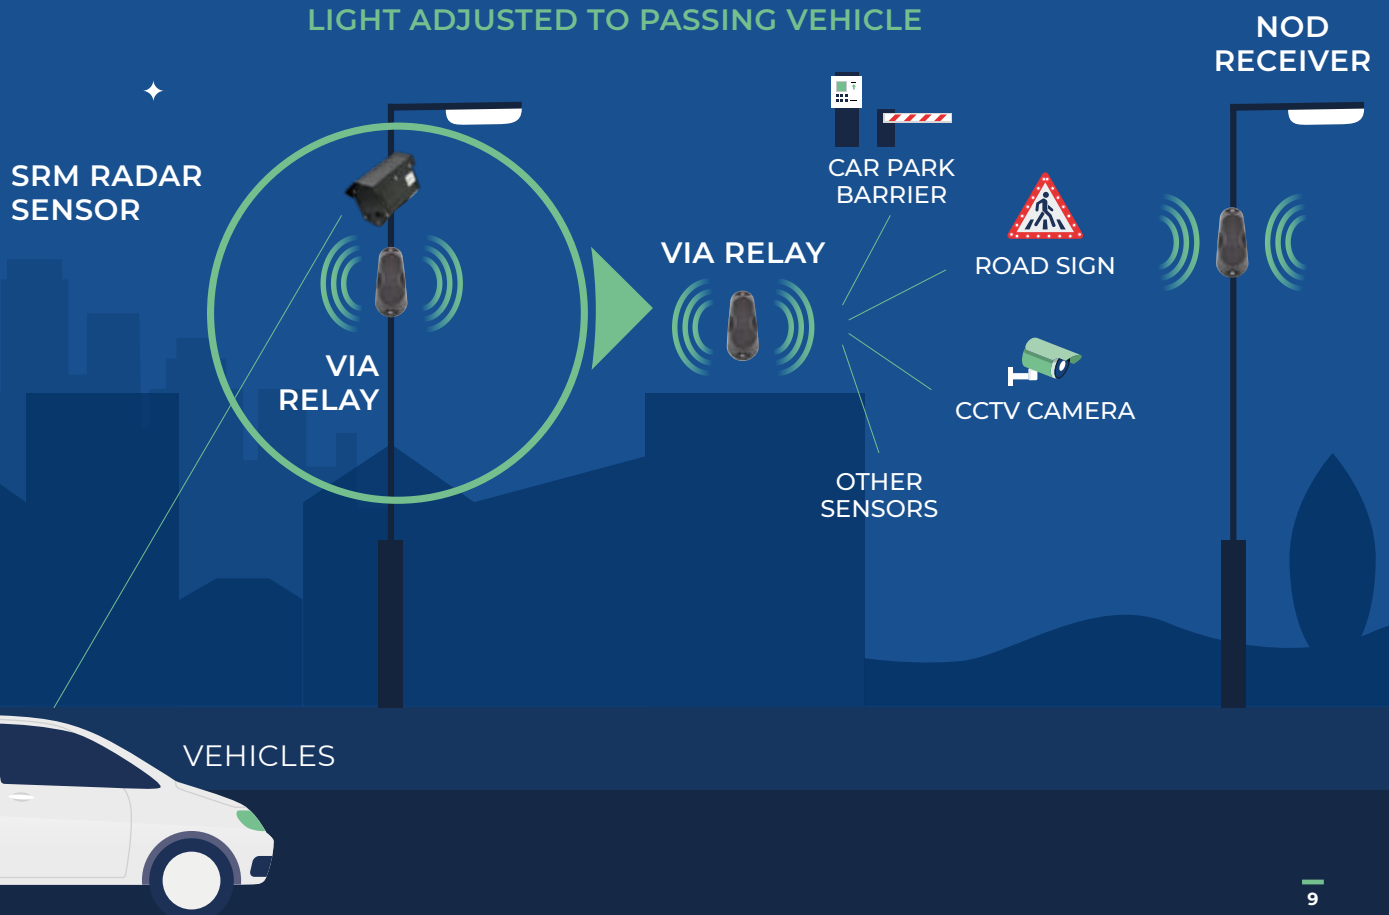 LIGHT ADJUSTED TO PASSING VEHICLE
NOD
RECEIVER
SRM RADAR
SENSOR
CAR PARK
BARRIER
VIA RELAY
ROAD SIGN
VIA
RELAY
CCTV CAMERA
OTHER
SENSORS
VEHICLES
9